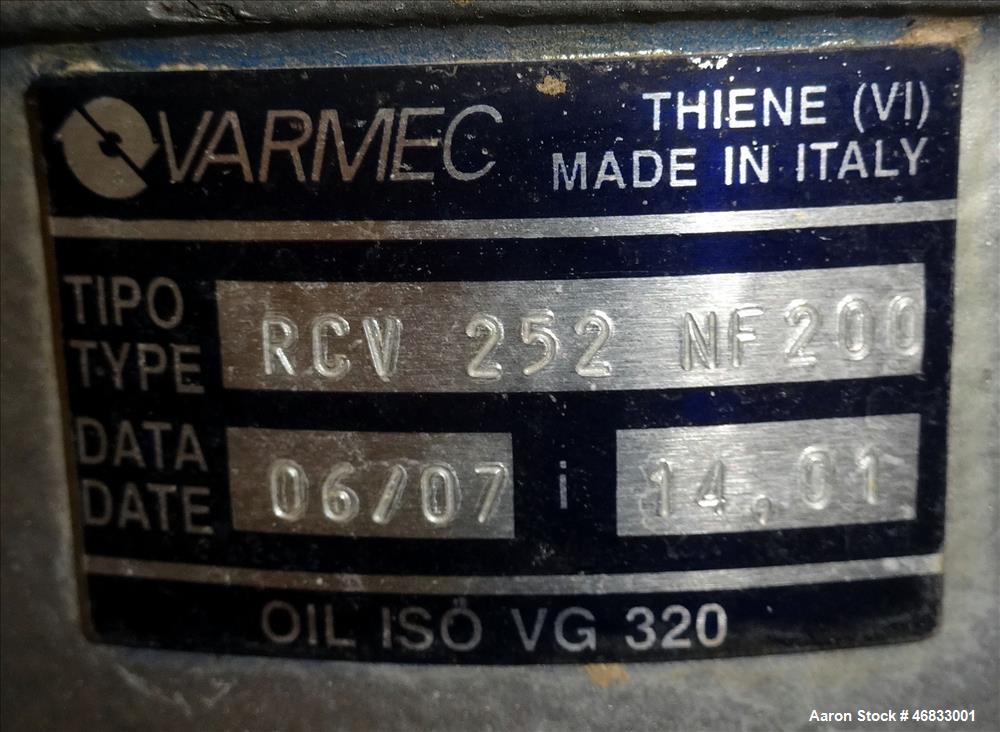 VARMEC
THIENE (VI)
MADE IN ITALY
TIPO
TYPE
RCV 252 NF200
DATA
DATE
06/07
i
14,01
OIL ISO VG 320
Aaron Stock # 46833001